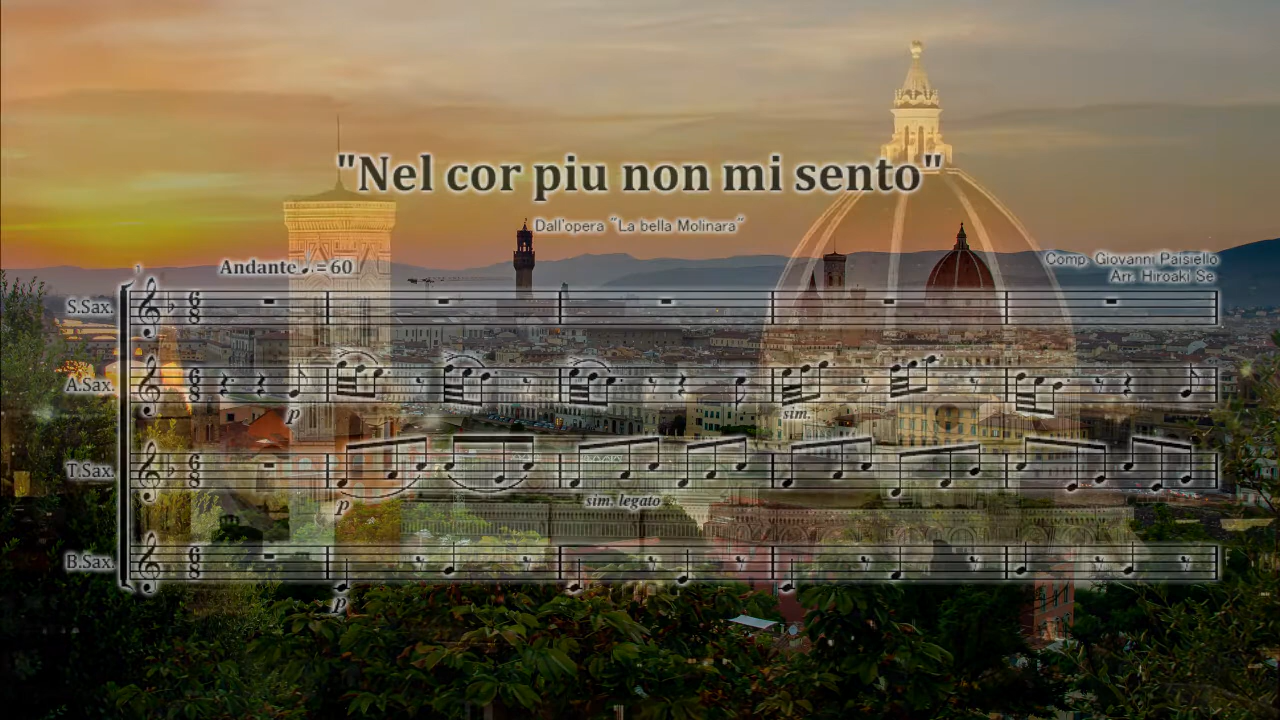 "Nel cor piu non mi sento"
Dall'opera "La bella Molinara"
Andante ♩.=60
Comp. Giovanni Paisiello
Arr. Hiroaki Se
1
S.Sax.
A.Sax.
p
sim.
T.Sax.
p
sim. legato
B.Sax.
p